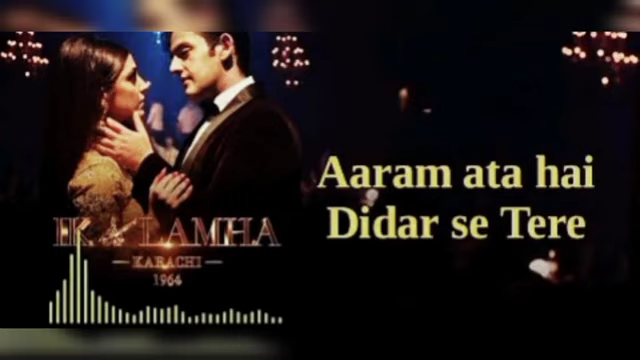 IK LAMHA
KARACHI
1964
Aaram ata hai
Didar se Tere